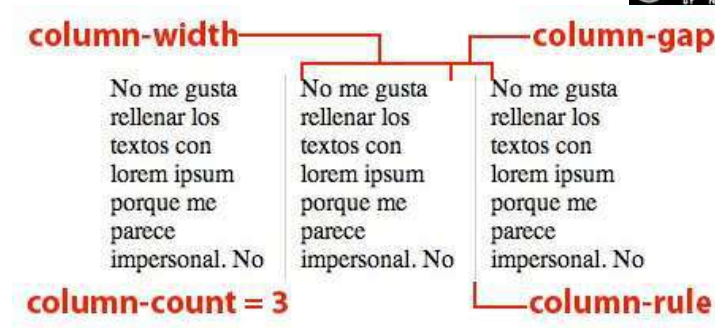 column-width
column-gap
No me gusta
rellenar los
textos con
lorem ipsum
porque me
parece
impersonal. No
No me gusta
rellenar los
textos con
lorem ipsum
porque me
parece
impersonal. No
No me gusta
rellenar los
textos con
lorem ipsum
porque me
parece
impersonal. No
column-count = 3
column-rule